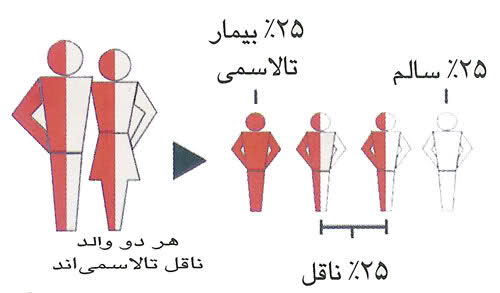 ٪۲۵ بیمار
تالاسمی
٪۲۵ سالم
هر دو والد
ناقل تالاسمی‌اند
٪۲۵ ناقل